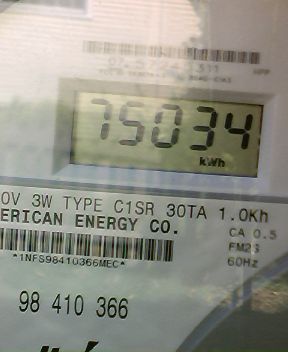 75034
kWh
0V 3W TYPE C1SR 30TA 1.0Kh
ERICAN ENERGY CO.
CA 0.5
FM2S
60Hz
*1NFS98410366MEC*
98 410 366